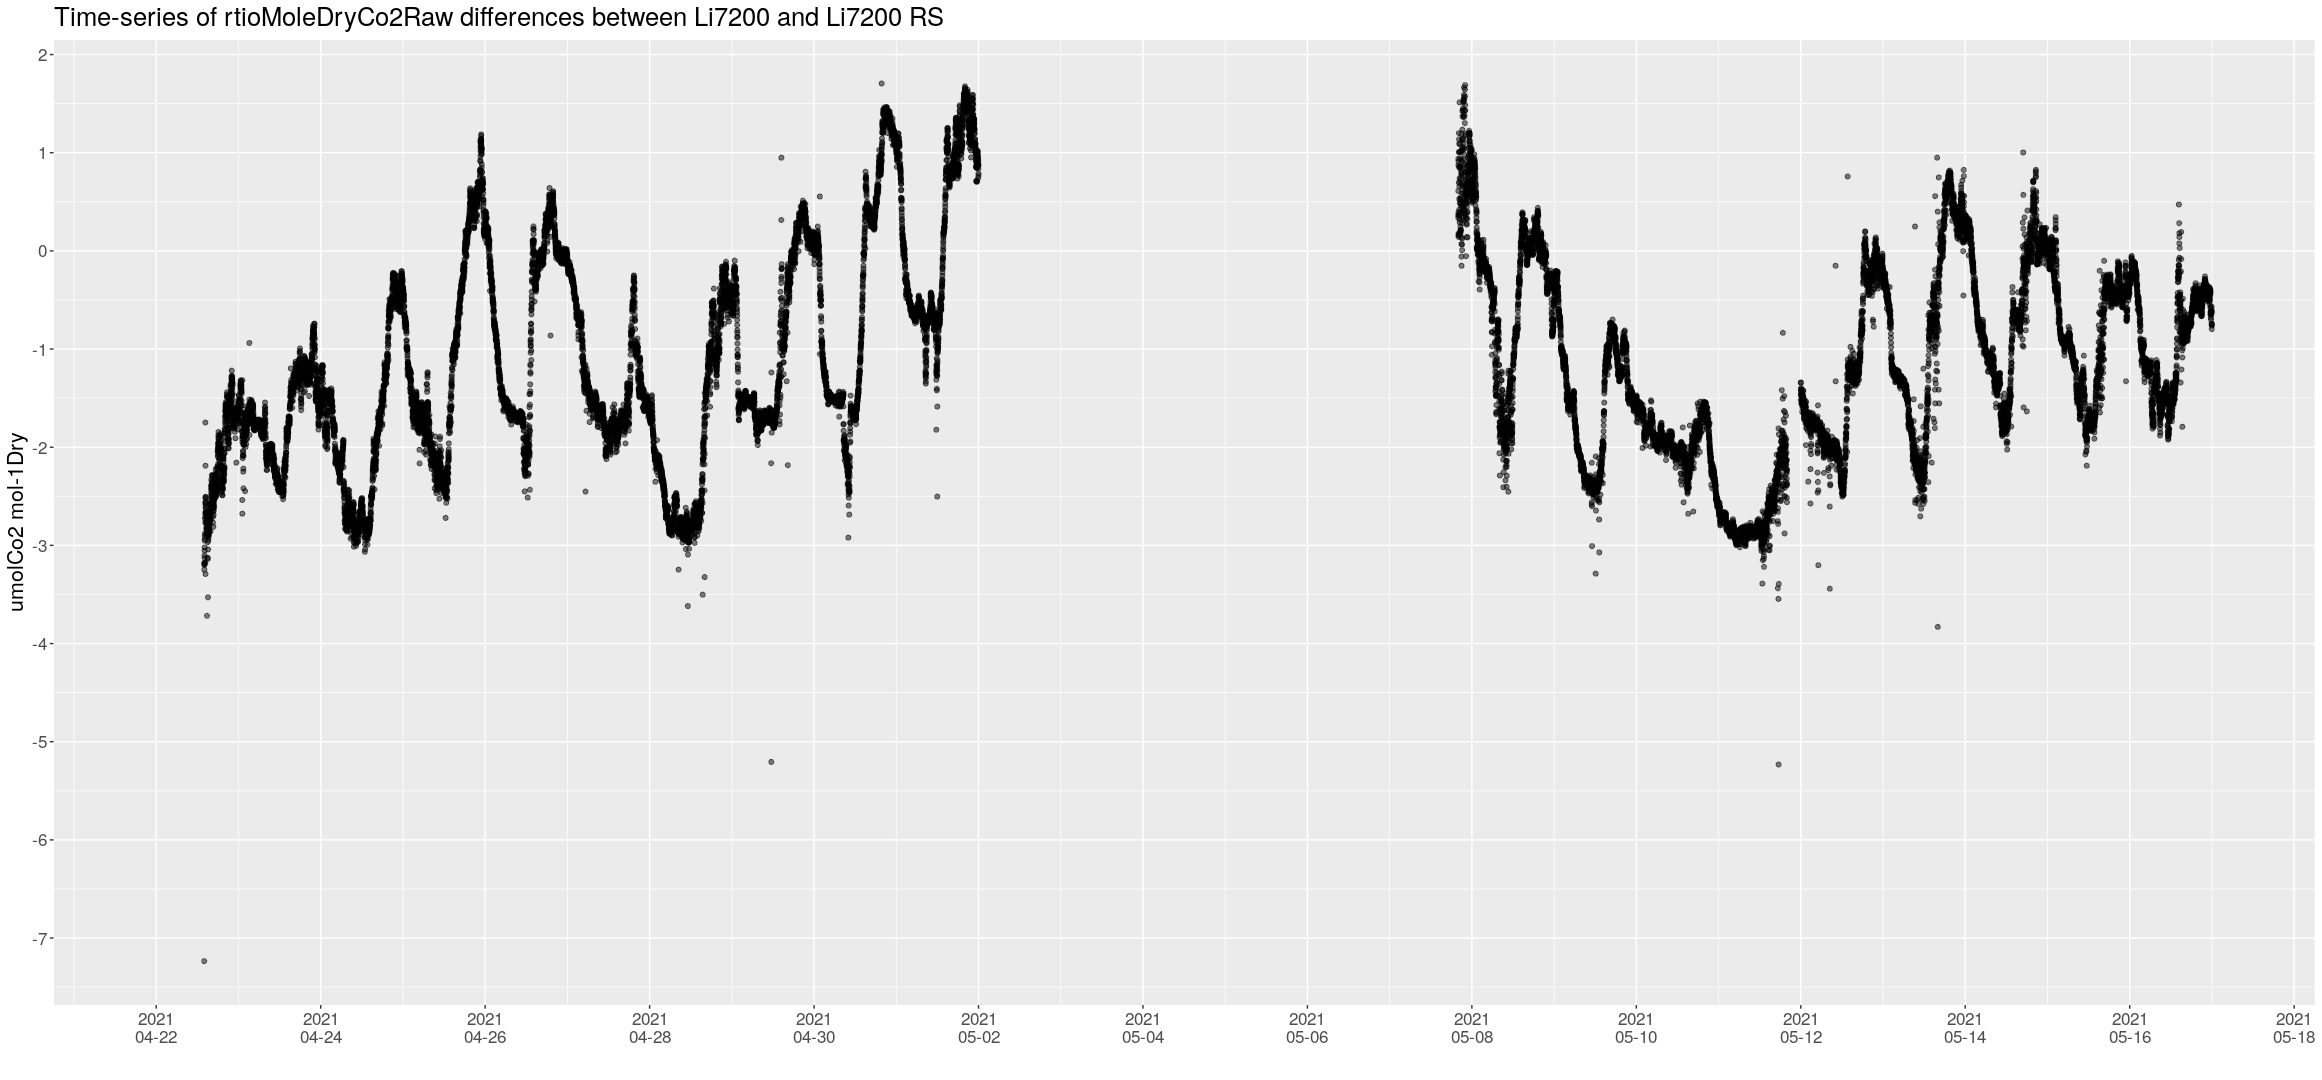 Time-series of rtioMoleDryCo2Raw differences between Li7200 and Li7200 RS
umolCo2 mol-1Dry
2
1
0
-1
-2
-3
-4
-5
-6
-7
2021 2021 2021 2021 2021 2021 2021 2021 2021 2021 2021 2021 2021 2021
04-22 04-24 04-26 04-28 04-30 05-02 05-04 05-06 05-08 05-10 05-12 05-14 05-16 05-18